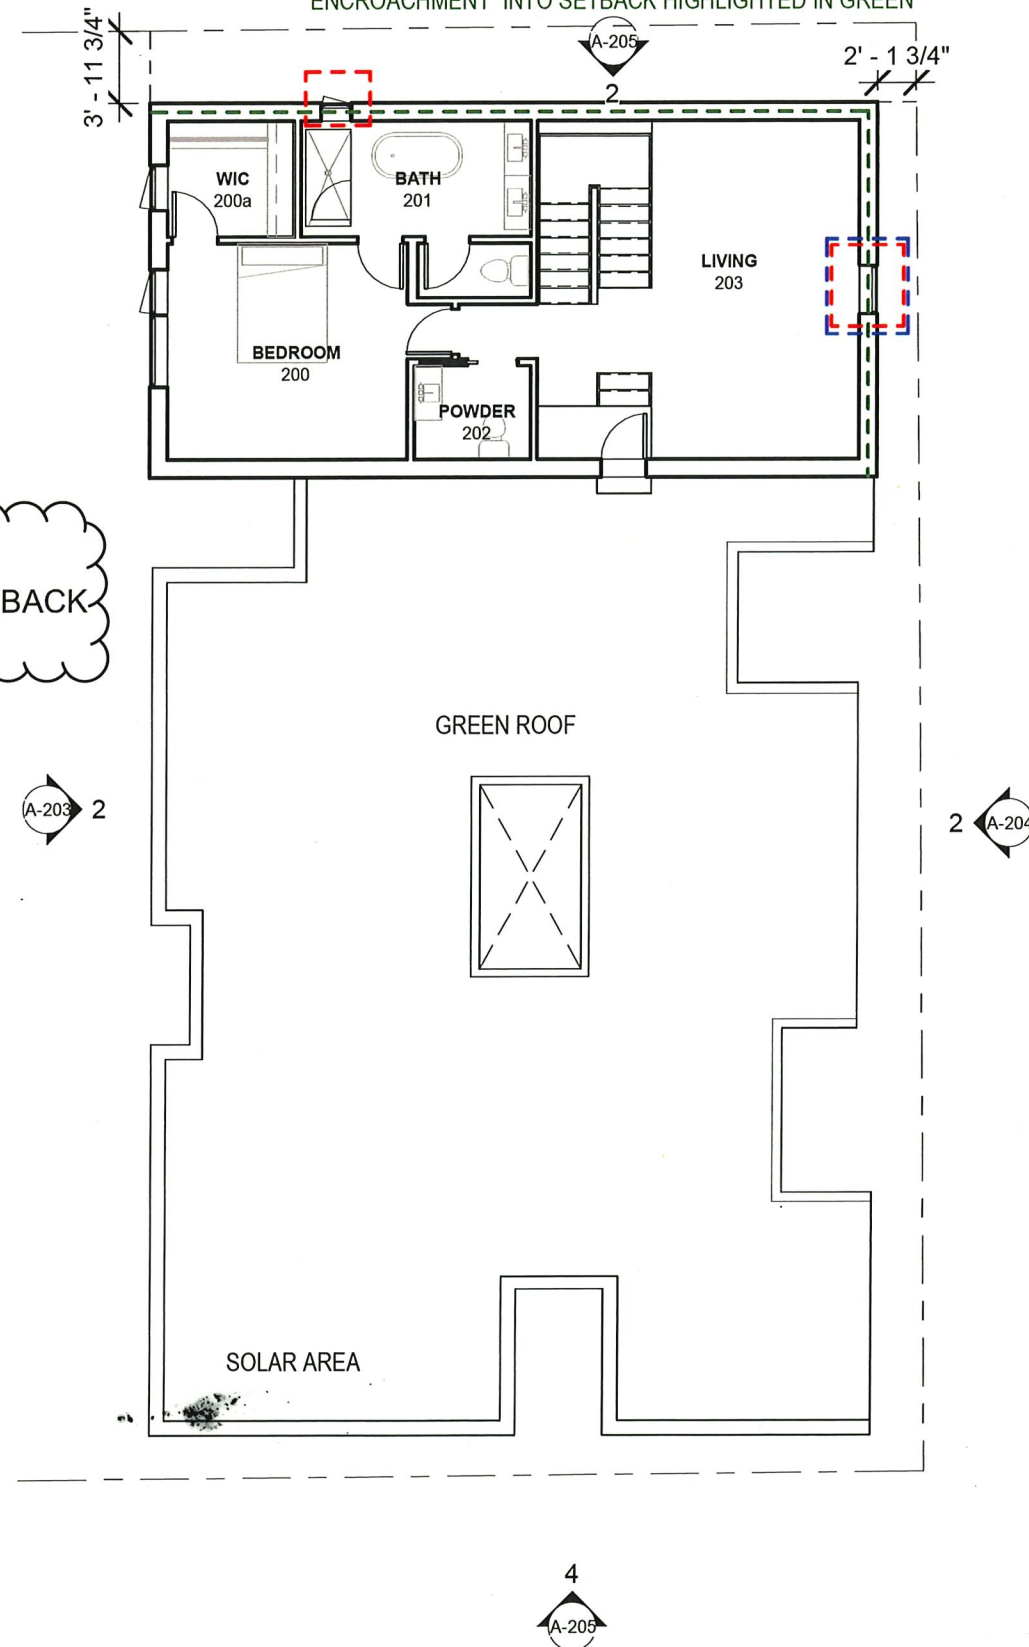 ENCROACHMENT INTO SETBACK HIGHLIGHTED IN GREEN
3' - 11 3/4"
A-205
2
2' - 1 3/4"
WIC
200a
BATH
201
LIVING
203
BEDROOM
200
POWDER
202
BACK
GREEN ROOF
A-203
2
2
A-204
SOLAR AREA
4
A-205